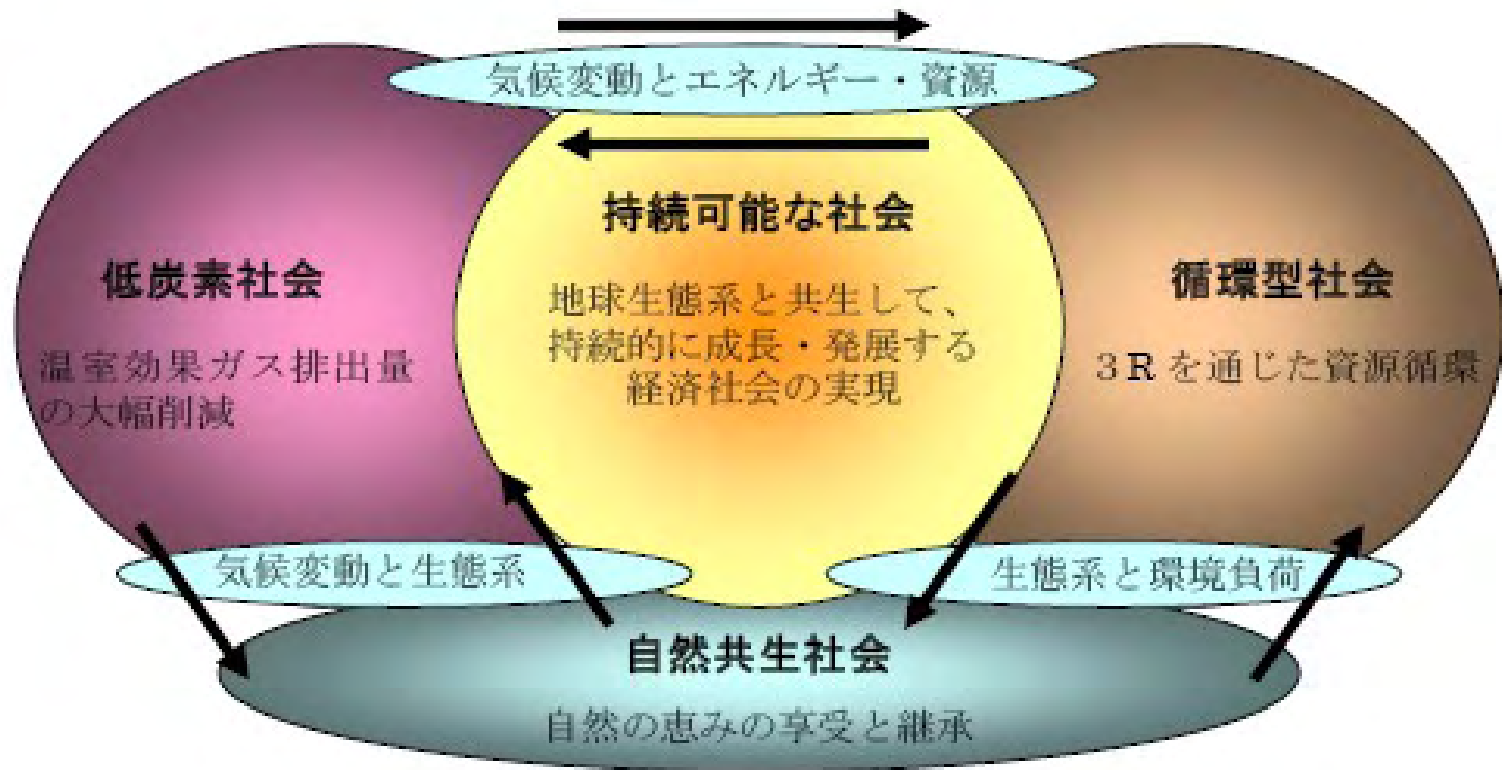 気候変動とエネルギー・資源
持続可能な社会
地球生態系と共生して、
持続的に成長・発展する
経済社会の実現
低炭素社会
温室効果ガス排出量
の大幅削減
循環型社会
3Rを通じた資源循環
気候変動と生態系
生態系と環境負荷
自然共生社会
自然の恵みの享受と継承